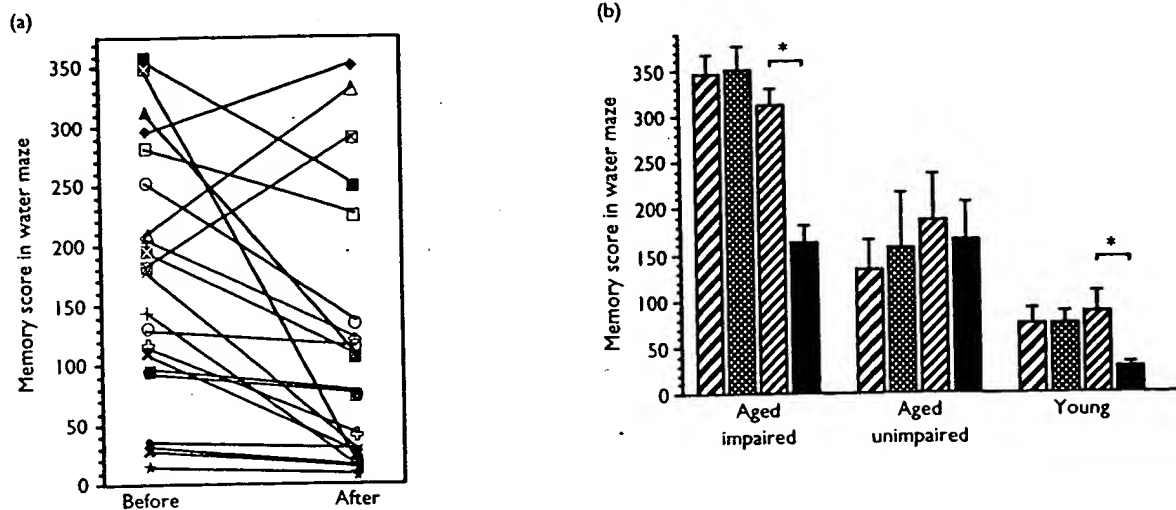 (a)
Memory score in water maze
350
300
250
200
150
100
50
0
Before
After
(b)
Memory score in water maze
350
300
250
200
150
100
50
0
*
*
Aged
impaired
Aged
unimpaired
Young